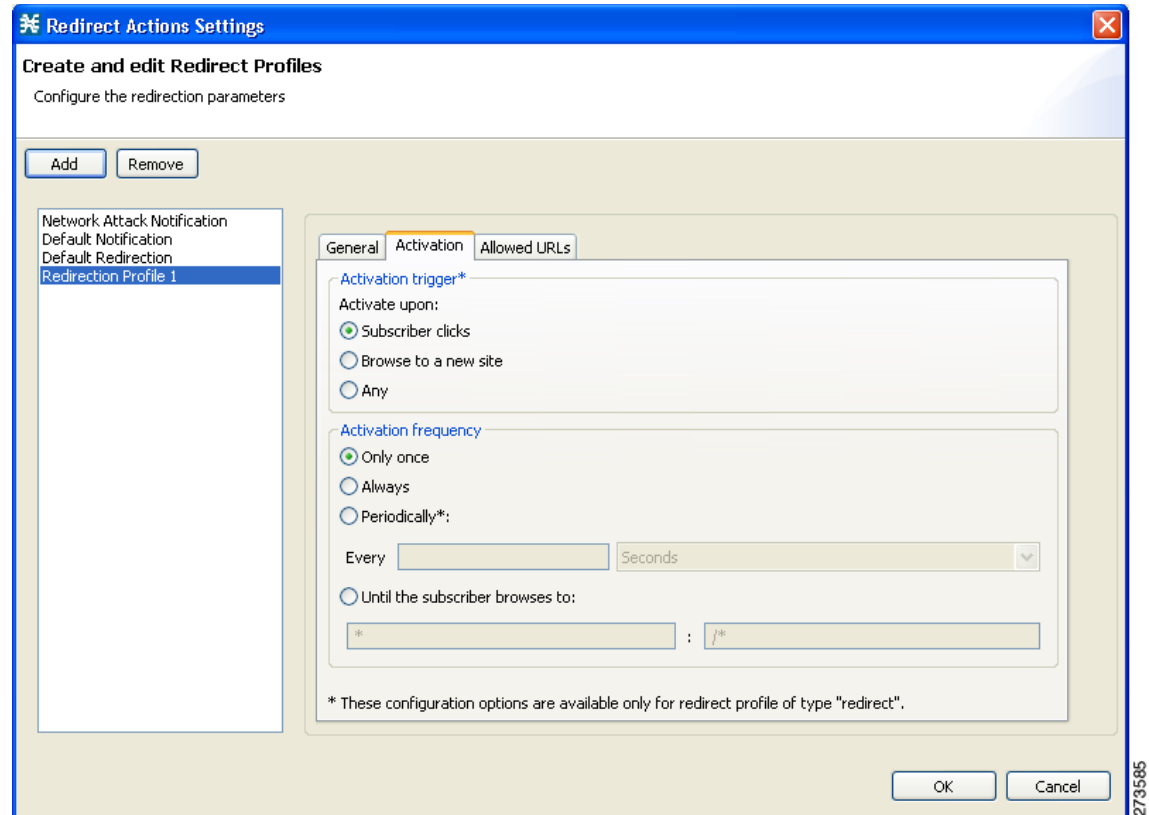 Redirect Actions Settings
Create and edit Redirect Profiles
Configure the redirection parameters
Add Remove
Network Attack Notification
Default Notification
Default Redirection
Redirection Profile 1
General Activation Allowed URLs
Activation trigger*
Activate upon:
Subscriber clicks
Browse to a new site
Any
Activation frequency
Only once
Always
Periodically*:
Every Seconds
Until the subscriber browses to:
* : /*
* These configuration options are available only for redirect profile of type "redirect".
OK Cancel
273585